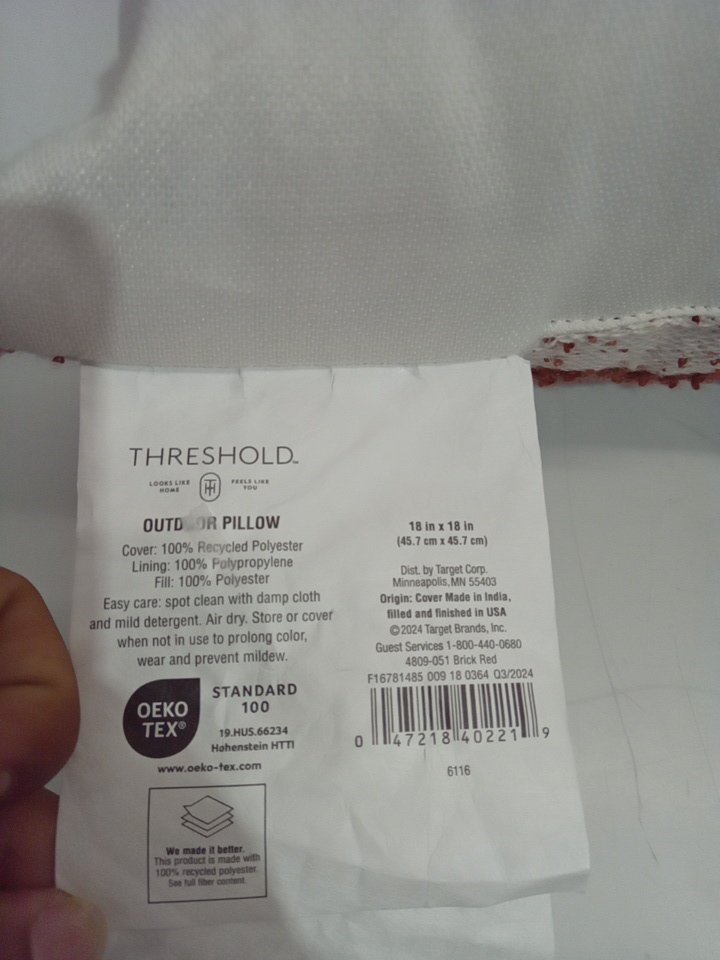 THRESHOLD™
LOOKS LIKE HOME TH FEELS LIKE YOU
OUTDOOR PILLOW
Cover: 100% Recycled Polyester
Lining: 100% Polypropylene
Fill: 100% Polyester
Easy care: spot clean with damp cloth
and mild detergent. Air dry. Store or cover
when not in use to prolong color,
wear and prevent mildew.
OEKO
TEX®
STANDARD
100
19.HUS.66234
Hohenstein HTTI
www.oeko-tex.com
We made it better.
This product is made with
100% recycled polyester.
See full fiber content.
18 in x 18 in
(45.7 cm x 45.7 cm)
Dist. by Target Corp.
Minneapolis, MN 55403
Origin: Cover Made in India,
filled and finished in USA
©2024 Target Brands, Inc.
Guest Services 1-800-440-0680
4809-051 Brick Red
F16781485 009 18 0364 Q3/2024
0 47218 40221 9
6116